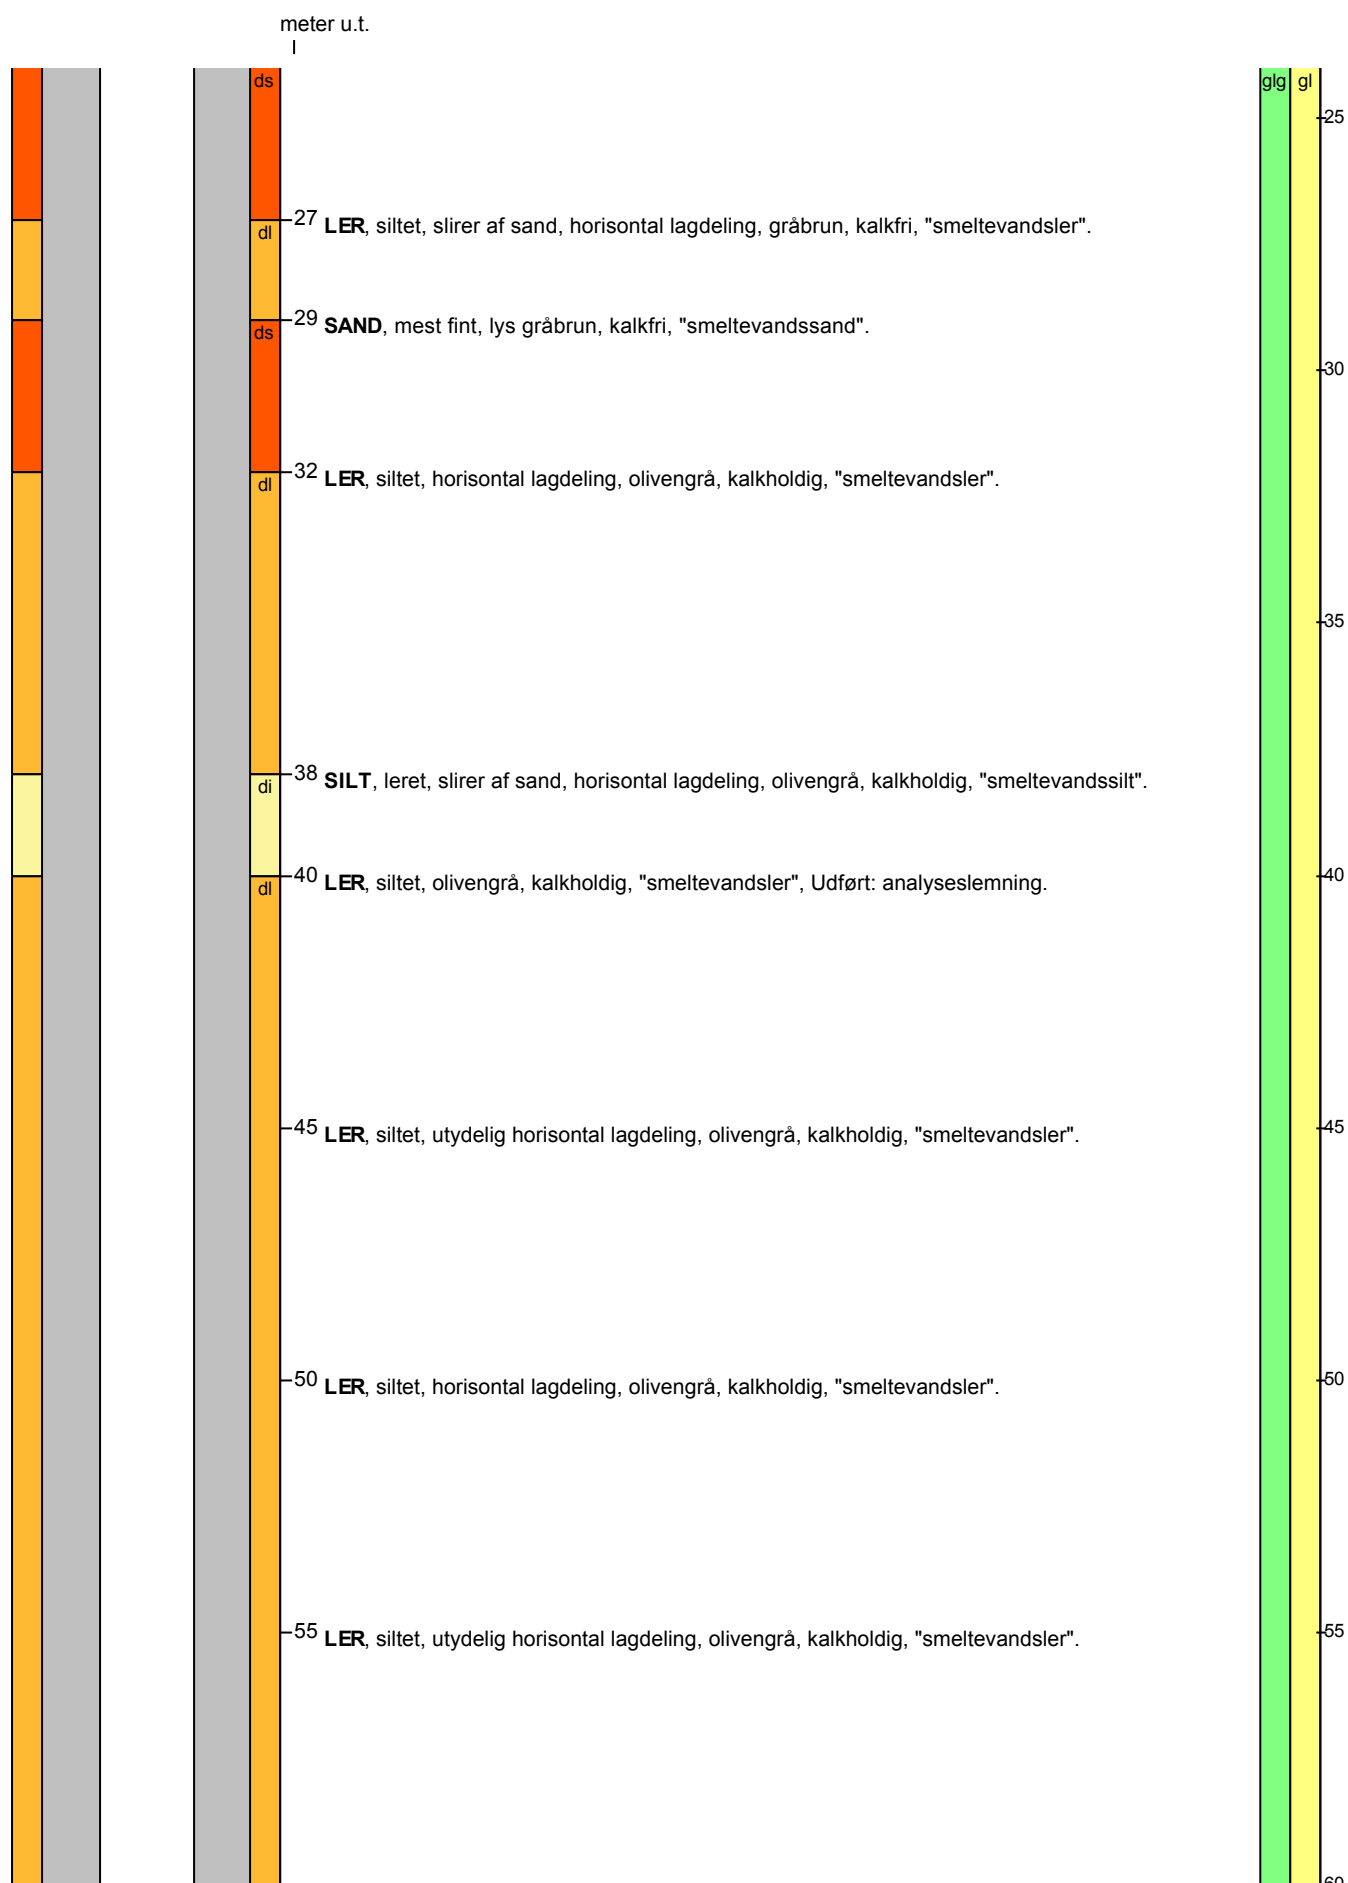 meter u.t.
ds
glg gl
25
27 LER, siltet, slirer af sand, horisontal lagdeling, gråbrun, kalkfri, "smeltevandsler".
dl
29 SAND, mest fint, lys gråbrun, kalkfri, "smeltevandssand".
ds
30
32 LER, siltet, horisontal lagdeling, olivengrå, kalkholdig, "smeltevandsler".
dl
35
38 SILT, leret, slirer af sand, horisontal lagdeling, olivengrå, kalkholdig, "smeltevandssilt".
di
40 LER, siltet, olivengrå, kalkholdig, "smeltevandsler", Udført: analyseslemning. 40
dl
45 LER, siltet, utydelig horisontal lagdeling, olivengrå, kalkholdig, "smeltevandsler". 45
50 LER, siltet, horisontal lagdeling, olivengrå, kalkholdig, "smeltevandsler". 50
55 LER, siltet, utydelig horisontal lagdeling, olivengrå, kalkholdig, "smeltevandsler". 55
60